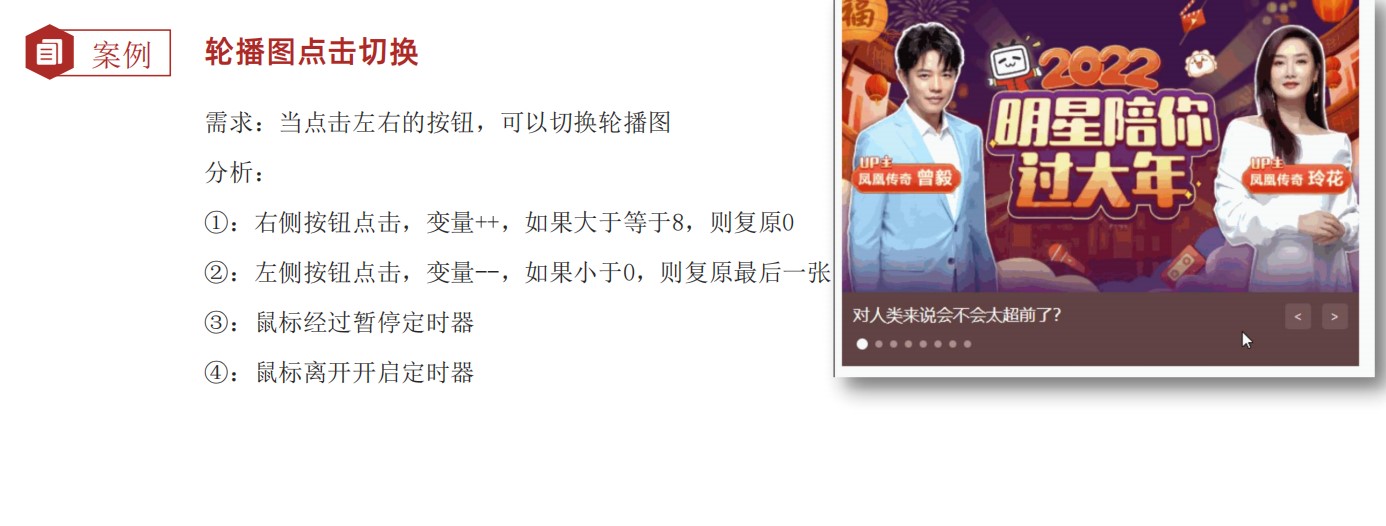 案例
轮播图点击切换
需求：当点击左右的按钮，可以切换轮播图
分析：
①：右侧按钮点击，变量++，如果大于等于8，则复原0
②：左侧按钮点击，变量--，如果小于0，则复原最后一张
③：鼠标经过暂停定时器
④：鼠标离开开启定时器
福
2022
明星陪你
过大年
UP主
凤凰传奇 曾毅
UP主
凤凰传奇 玲花
对人类来说会不会太超前了?
< >